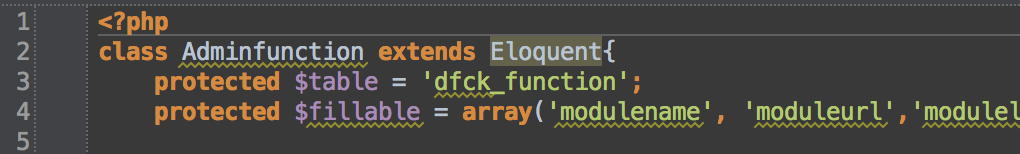 1 <?php
2 class Adminfunction extends Eloquent{
3 protected $table = 'dfck_function';
4 protected $fillable = array('modulename', 'moduleurl','modulel
5